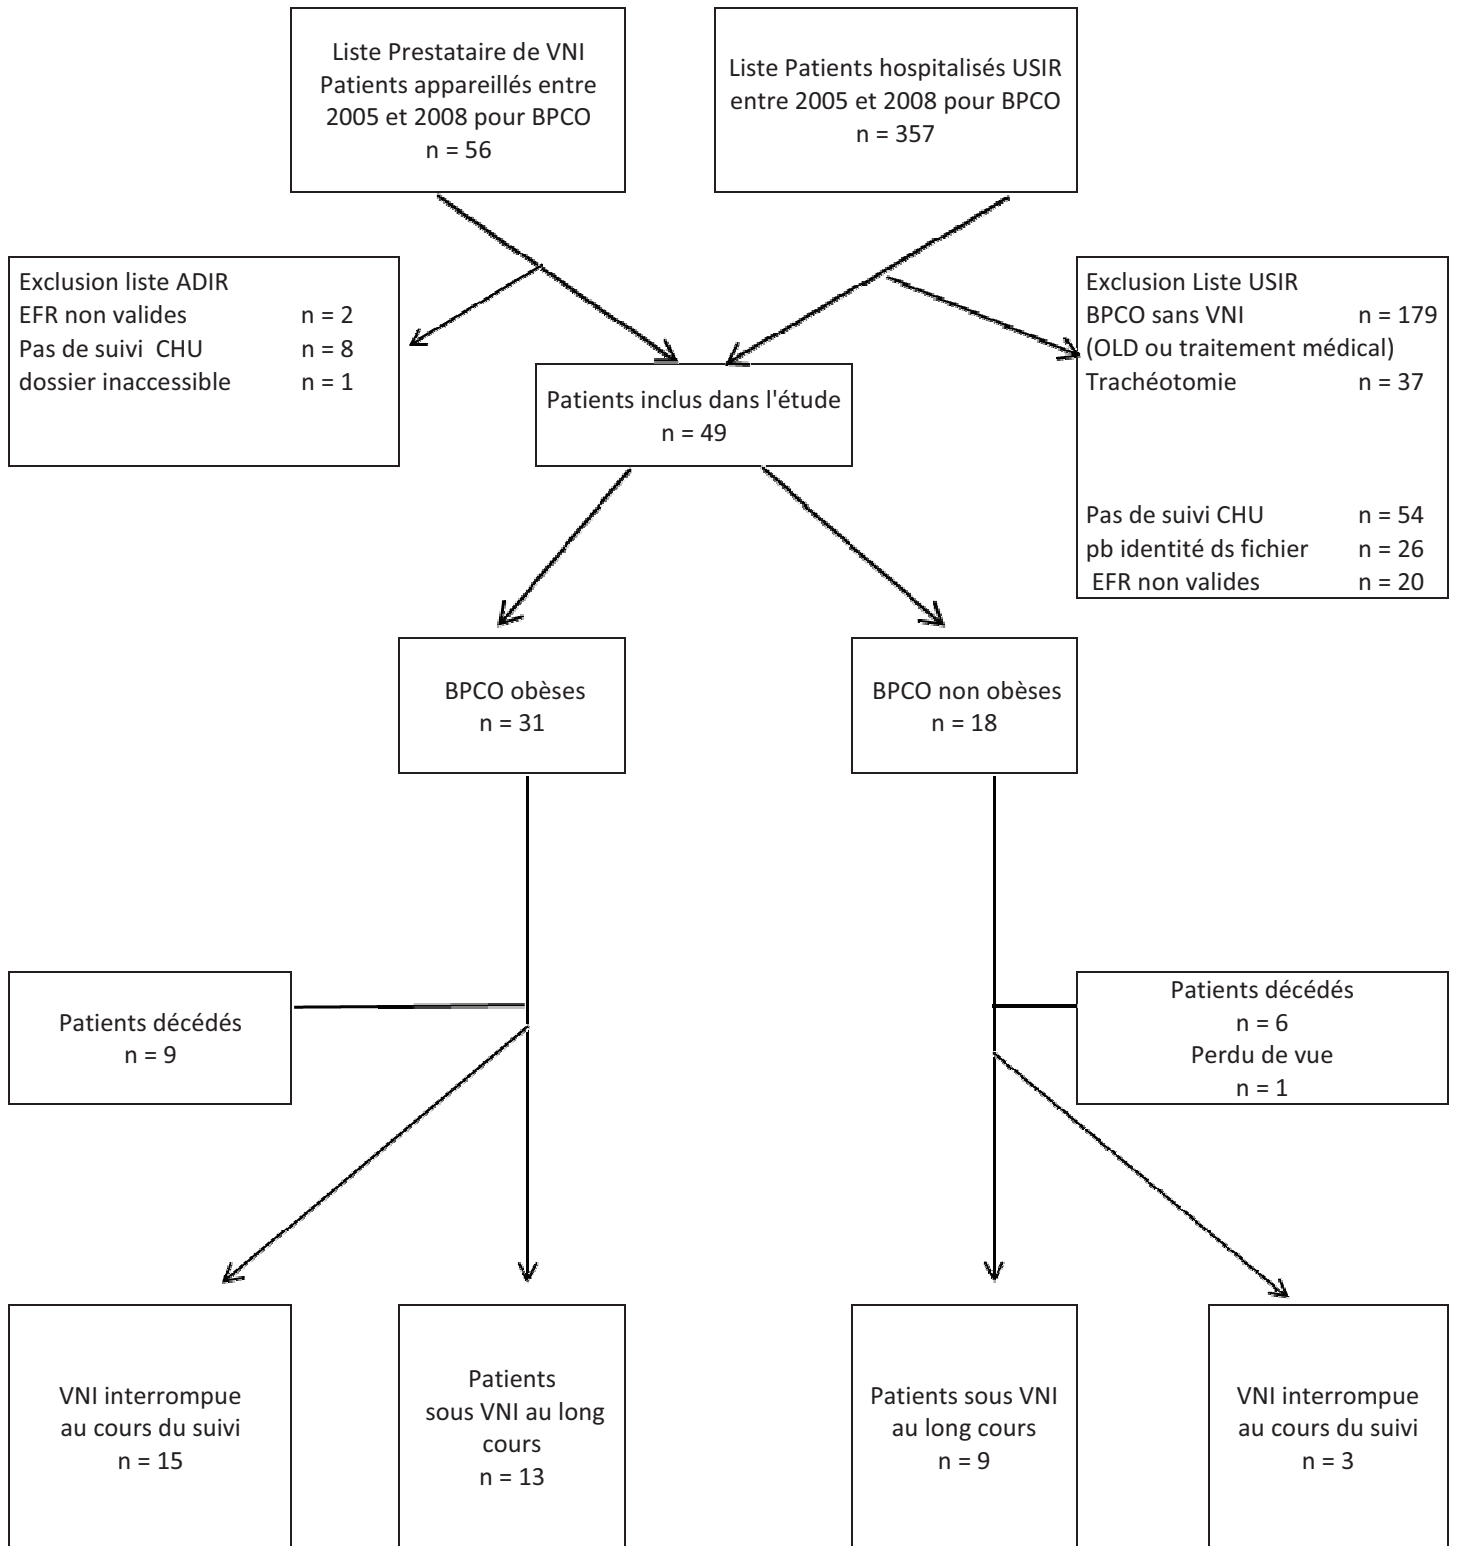 Liste Prestataire de VNI
Patients appareillés entre
2005 et 2008 pour BPCO
n = 56
Liste Patients hospitalisés USIR
entre 2005 et 2008 pour BPCO
n = 357
Exclusion liste ADIR
EFR non valides n = 2
Pas de suivi CHU n = 8
dossier inaccessible n = 1
Exclusion Liste USIR
BPCO sans VNI n = 179
(OLD ou traitement médical)
Trachéotomie n = 37
Pas de suivi CHU n = 54
pb identité ds fichier n = 26
EFR non valides n = 20
Patients inclus dans l'étude
n = 49
BPCO obèses
n = 31
BPCO non obèses
n = 18
Patients décédés
n = 9
Patients décédés
n = 6
Perdu de vue
n = 1
VNI interrompue
au cours du suivi
n = 15
Patients
sous VNI au long
cours
n = 13
Patients sous VNI
au long cours
n = 9
VNI interrompue
au cours du suivi
n = 3